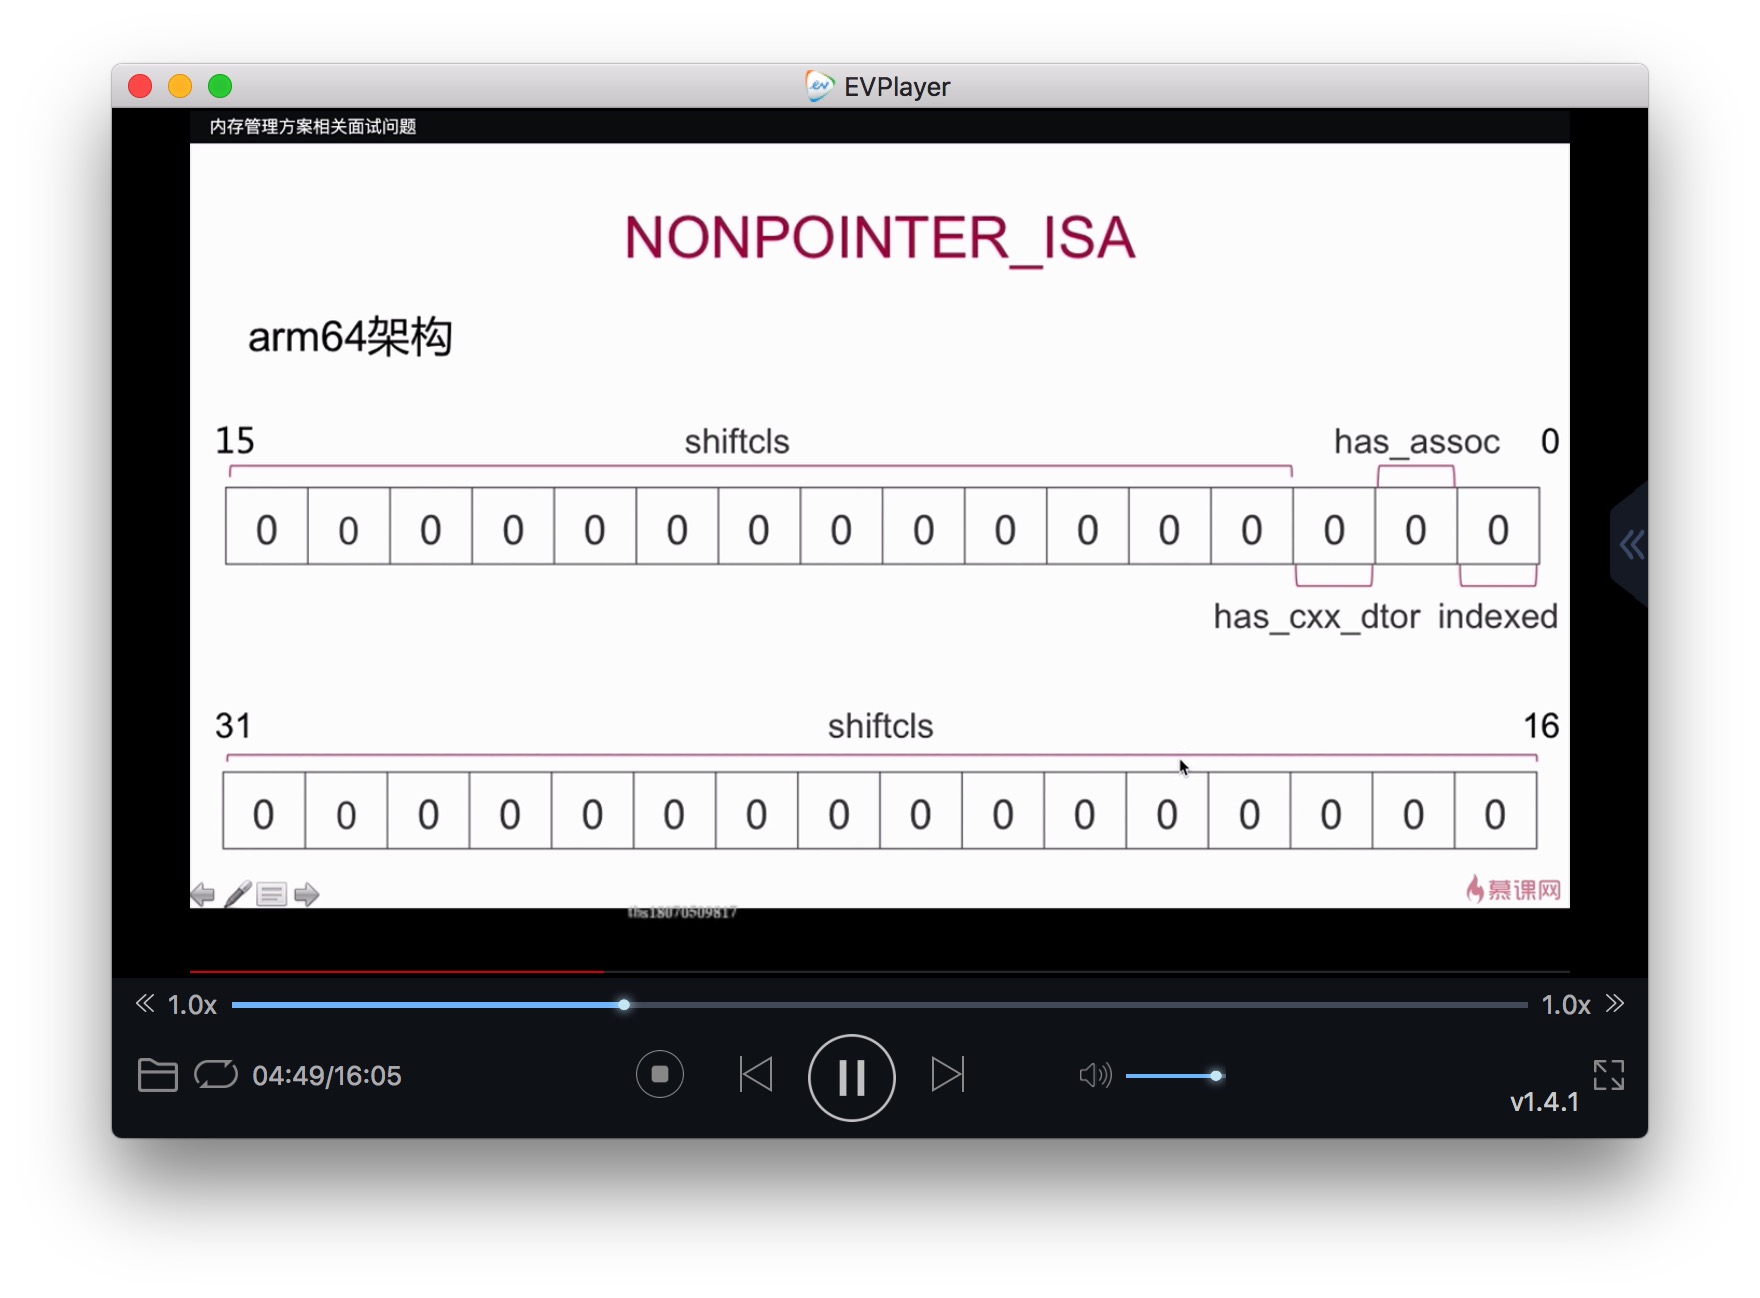 EVPlayer
内存管理方案相关面试问题
NONPOINTER_ISA
arm64架构
15 shiftcls has_assoc 0
0 0 0 0 0 0 0 0 0 0 0 0 0 0 0 0
has_cxx_dtor indexed
31 shiftcls 16
0 0 0 0 0 0 0 0 0 0 0 0 0 0 0 0
慕课网
ths18070509817
1.0x 1.0x
04:49/16:05
v1.4.1